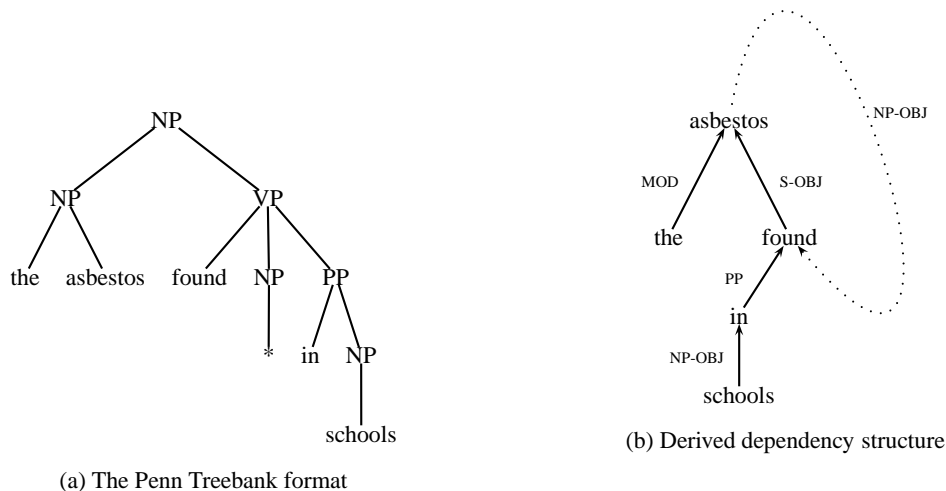 NP
NP VP
the asbestos found NP PP
* in NP
schools
(a) The Penn Treebank format
asbestos NP-OBJ
MOD S-OBJ
the found
PP
in
NP-OBJ
schools
(b) Derived dependency structure